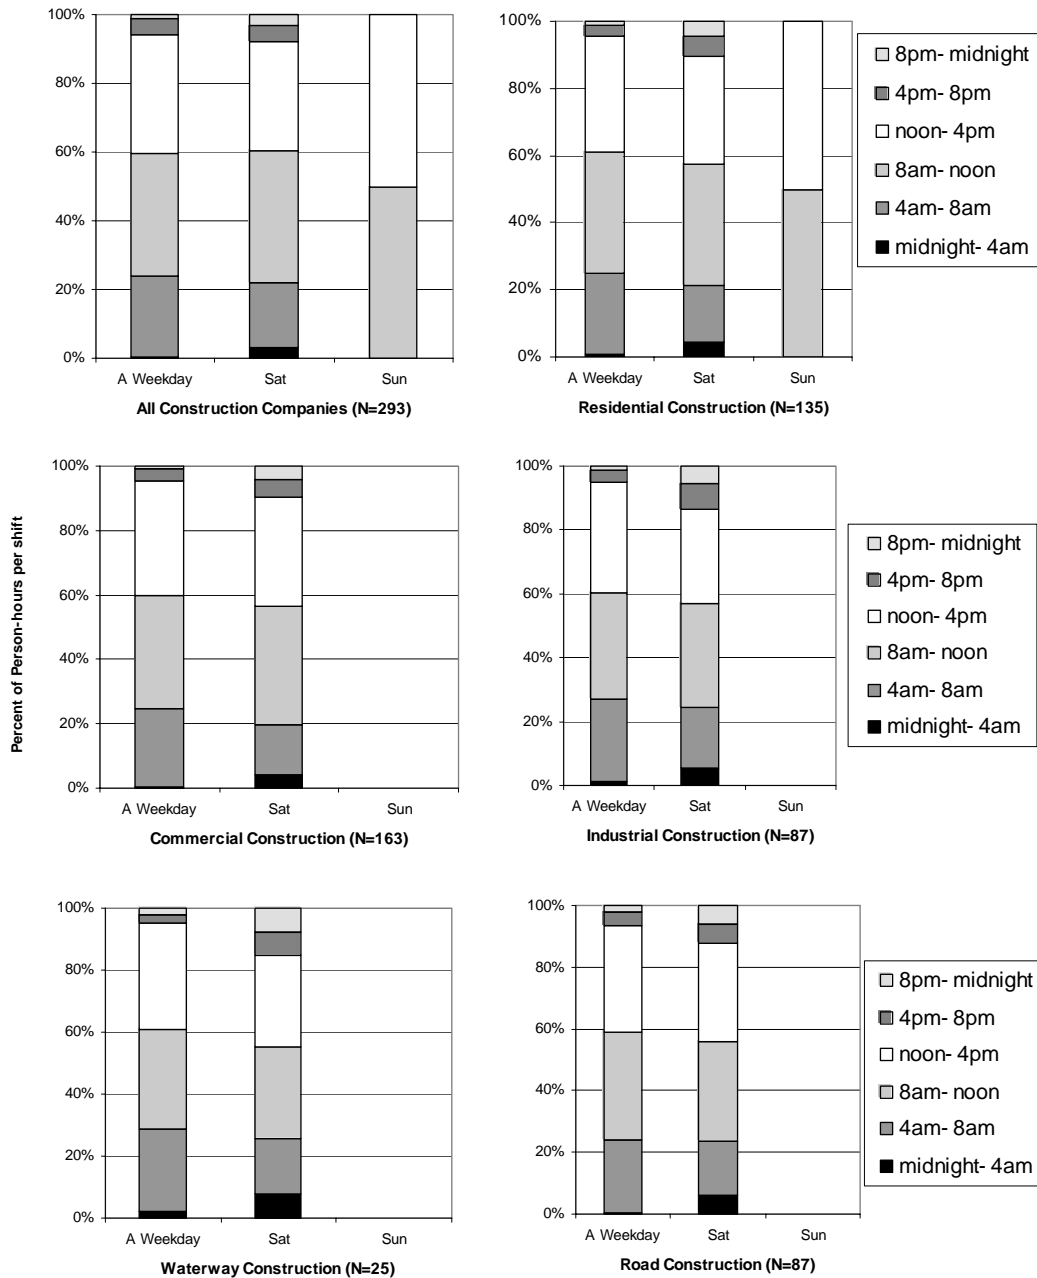 100%
80%
60%
40%
20%
0%
A Weekday Sat Sun
All Construction Companies (N=293)
100%
80%
60%
40%
20%
0%
A Weekday Sat Sun
Residential Construction (N=135)
8pm- midnight
4pm- 8pm
noon- 4pm
8am- noon
4am- 8am
midnight- 4am
Percent of Person-hours per shift
100%
80%
60%
40%
20%
0%
A Weekday Sat Sun
Commercial Construction (N=163)
100%
80%
60%
40%
20%
0%
A Weekday Sat Sun
Industrial Construction (N=87)
8pm- midnight
4pm- 8pm
noon- 4pm
8am- noon
4am- 8am
midnight- 4am
100%
80%
60%
40%
20%
0%
A Weekday Sat Sun
Waterway Construction (N=25)
100%
80%
60%
40%
20%
0%
A Weekday Sat Sun
Road Construction (N=87)
8pm- midnight
4pm- 8pm
noon- 4pm
8am- noon
4am- 8am
midnight- 4am